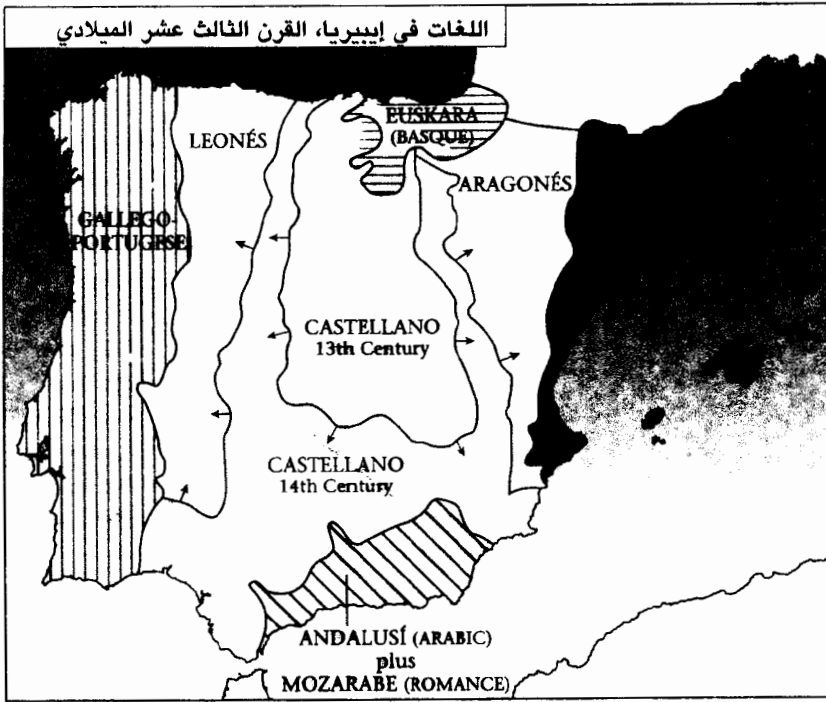 اللغات في إيبيريا، القرن الثالث عشر الميلادي
EUSKARA
(BASQUE)
LEONÉS
ARAGONÉS
GALLEGO-
PORTUGESE
CASTELLANO
13th Century
CASTELLANO
14th Century
ANDALUSÍ (ARABIC)
plus
MOZARABE (ROMANCE)